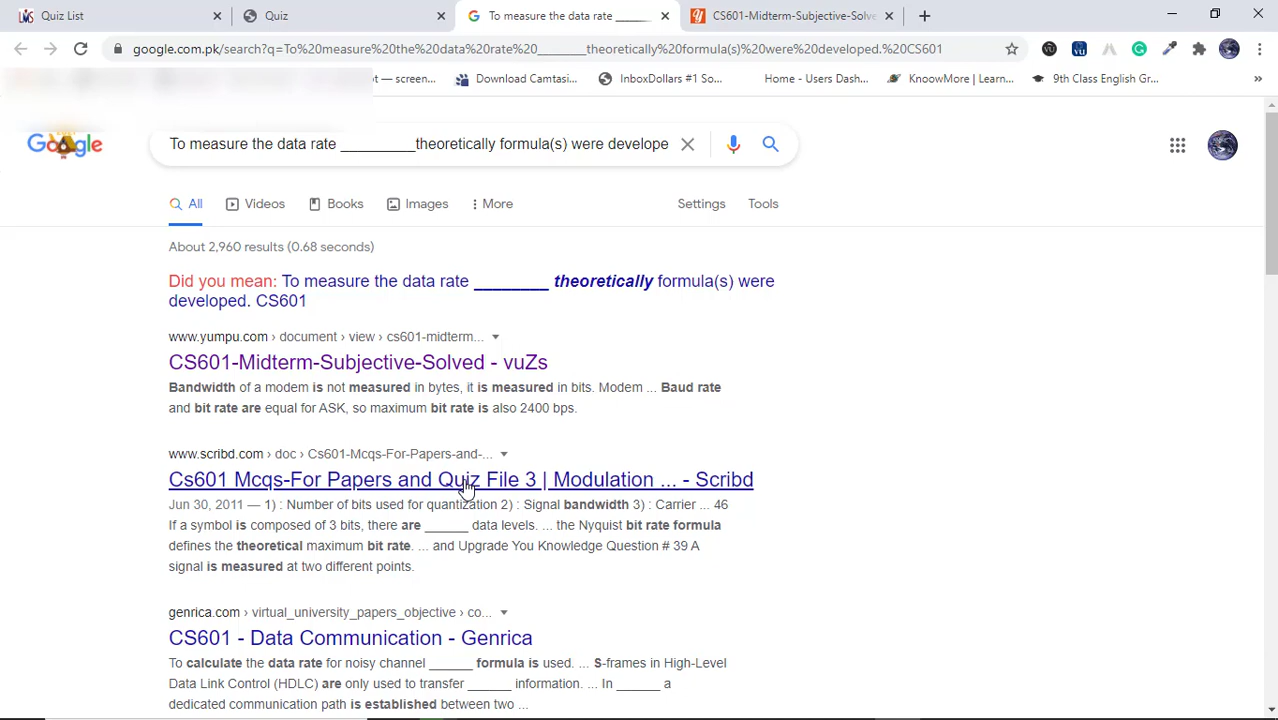 Quiz List
Quiz
To measure the data rate ____
CS601-Midterm-Subjective-Solve
google.com.pk/search?q=To%20measure%20the%20data%20rate%20________theoretically%20formula(s)%20were%20developed.%20CS601
ot — screen...
Download Camtasi...
InboxDollars #1 So...
Home - Users Dash...
KnoowMore | Learn...
9th Class English Gr...
Google
To measure the data rate __________theoretically formula(s) were develope
All
Videos
Books
Images
More
Settings
Tools
About 2,960 results (0.68 seconds)
Did you mean: To measure the data rate ________ theoretically formula(s) were
developed. CS601
www.yumpu.com › document › view › cs601-midterm...
CS601-Midterm-Subjective-Solved - vuZs
Bandwidth of a modem is not measured in bytes, it is measured in bits. Modem ... Baud rate
and bit rate are equal for ASK, so maximum bit rate is also 2400 bps.
www.scribd.com › doc › Cs601-Mcqs-For-Papers-and-...
Cs601 Mcqs-For Papers and Quiz File 3 | Modulation ... - Scribd
Jun 30, 2011 — 1) : Number of bits used for quantization 2) : Signal bandwidth 3) : Carrier ... 46
If a symbol is composed of 3 bits, there are ______ data levels. ... the Nyquist bit rate formula
defines the theoretical maximum bit rate. ... and Upgrade You Knowledge Question # 39 A
signal is measured at two different points.
genrica.com › virtual_university_papers_objective › co...
CS601 - Data Communication - Genrica
To calculate the data rate for noisy channel ______ formula is used. ... S-frames in High-Level
Data Link Control (HDLC) are only used to transfer ______ information. ... In ______ a
dedicated communication path is established between two ...